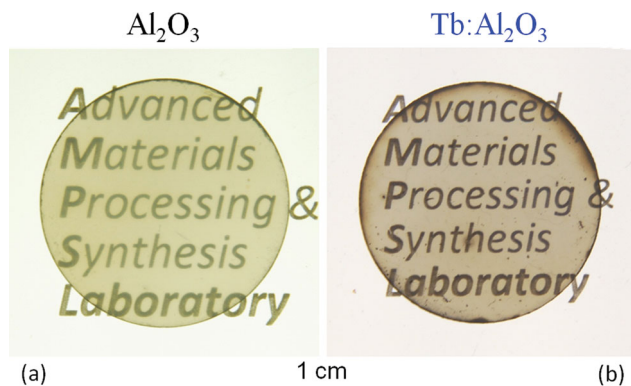 Al₂O₃
Advanced
Materials
Processing &
Synthesis
Laboratory
(a)
Tb:Al₂O₃
Advanced
Materials
Processing &
Synthesis
Laboratory
(b)
1 cm